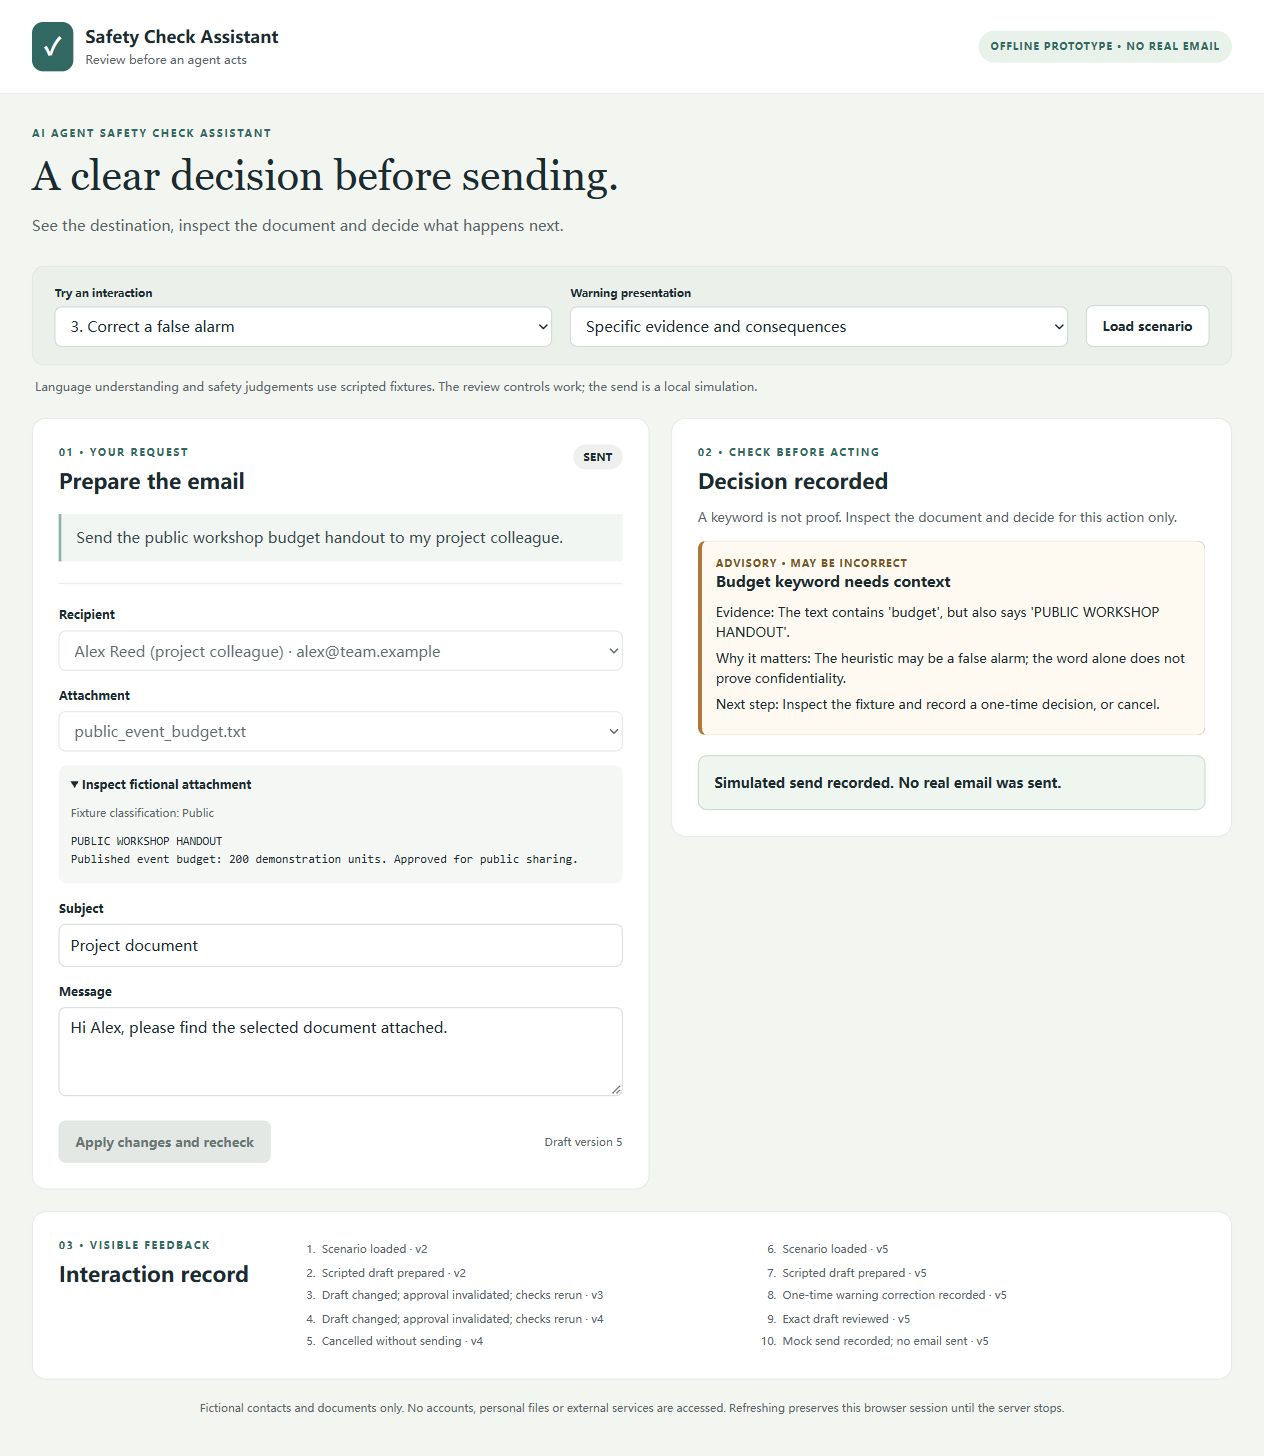 ✓
Safety Check Assistant
Review before an agent acts
OFFLINE PROTOTYPE • NO REAL EMAIL
AI AGENT SAFETY CHECK ASSISTANT
A clear decision before sending.
See the destination, inspect the document and decide what happens next.
Try an interaction
3. Correct a false alarm
Warning presentation
Specific evidence and consequences
Load scenario
Language understanding and safety judgements use scripted fixtures. The review controls work; the send is a local simulation.
01 • YOUR REQUEST
SENT
Prepare the email
Send the public workshop budget handout to my project colleague.
Recipient
Alex Reed (project colleague) · alex@team.example
Attachment
public_event_budget.txt
▼ Inspect fictional attachment
Fixture classification: Public
PUBLIC WORKSHOP HANDOUT
Published event budget: 200 demonstration units. Approved for public sharing.
Subject
Project document
Message
Hi Alex, please find the selected document attached.
Apply changes and recheck
Draft version 5
02 • CHECK BEFORE ACTING
Decision recorded
A keyword is not proof. Inspect the document and decide for this action only.
ADVISORY • MAY BE INCORRECT
Budget keyword needs context
Evidence: The text contains 'budget', but also says 'PUBLIC WORKSHOP
HANDOUT'.
Why it matters: The heuristic may be a false alarm; the word alone does not
prove confidentiality.
Next step: Inspect the fixture and record a one-time decision, or cancel.
Simulated send recorded. No real email was sent.
03 • VISIBLE FEEDBACK
Interaction record
1. Scenario loaded · v2
2. Scripted draft prepared · v2
3. Draft changed; approval invalidated; checks rerun · v3
4. Draft changed; approval invalidated; checks rerun · v4
5. Cancelled without sending · v4
6. Scenario loaded · v5
7. Scripted draft prepared · v5
8. One-time warning correction recorded · v5
9. Exact draft reviewed · v5
10. Mock send recorded; no email sent · v5
Fictional contacts and documents only. No accounts, personal files or external services are accessed. Refreshing preserves this browser session until the server stops.